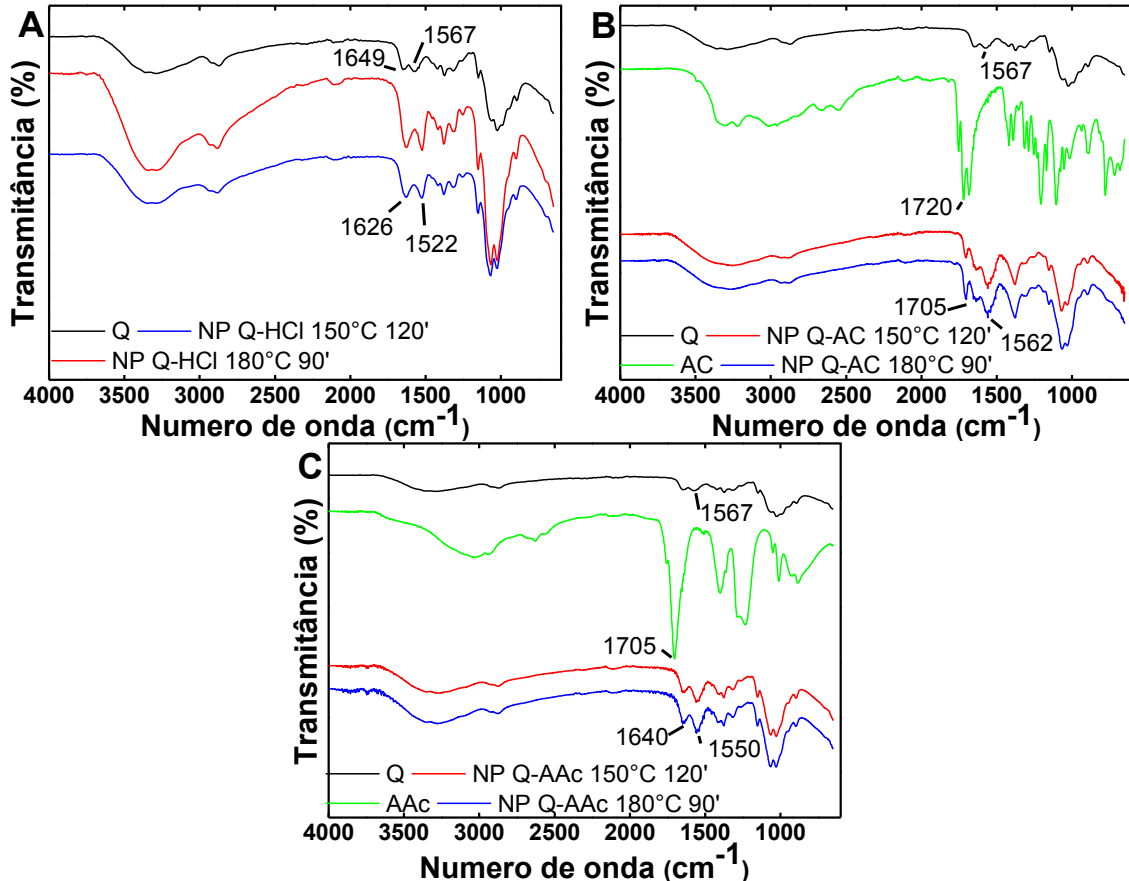 A
Transmitância (%)
1649
1567
1626
1522
Q
NP Q-HCl 150°C 120'
NP Q-HCl 180°C 90'
4000 3500 3000 2500 2000 1500 1000
Numero de onda (cm-1)
B
Transmitância (%)
1567
1720
1705
1562
Q
NP Q-AC 150°C 120'
AC
NP Q-AC 180°C 90'
4000 3500 3000 2500 2000 1500 1000
Numero de onda (cm-1)
C
Transmitância (%)
1567
1705
1640
1550
Q
NP Q-AAc 150°C 120'
AAc
NP Q-AAc 180°C 90'
4000 3500 3000 2500 2000 1500 1000
Numero de onda (cm-1)